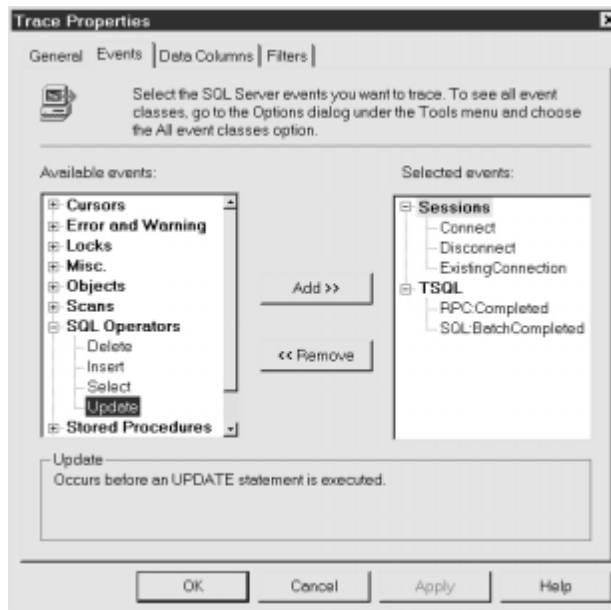 Trace Properties
General Events Data Columns Filters
Select the SQL Server events you want to trace. To see all event
classes, go to the Options dialog under the Tools menu and choose
the All event classes option.
Available events:
Cursors
Error and Warning
Locks
Misc.
Objects
Scans
SQL Operators
Delete
Insert
Select
Update
Stored Procedures
Add >>
<< Remove
Selected events:
Sessions
Connect
Disconnect
ExistingConnection
TSQL
RPC:Completed
SQL:BatchCompleted
Update
Occurs before an UPDATE statement is executed.
OK Cancel Apply Help